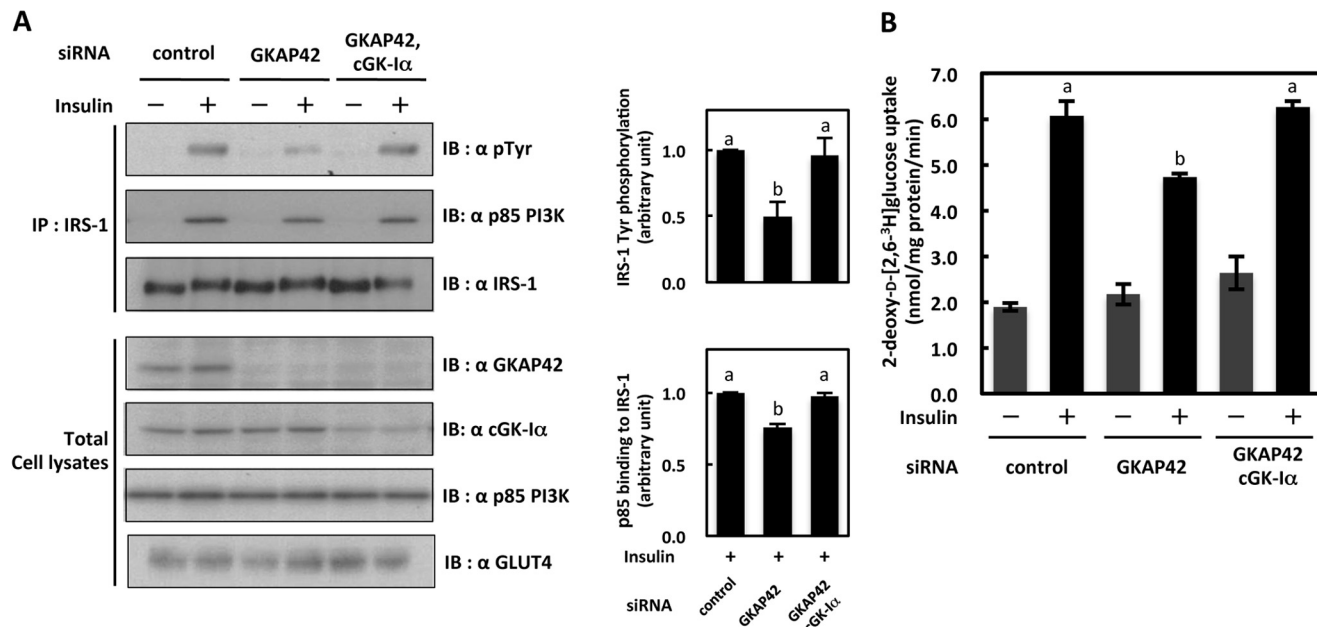 A
siRNA control GKAP42 GKAP42,
cGK-Iα
Insulin − + − + − +
IP : IRS-1
IB : α pTyr
IB: α p85 PI3K
IB : α IRS-1
Total
Cell lysates
IB : α GKAP42
IB: α cGK-Iα
IB : α p85 PI3K
IB : α GLUT4
IRS-1 Tyr phosphorylation
(arbitrary unit)
1.0
0.5
0.0
a b a
p85 binding to IRS-1
(arbitrary unit)
1.0
0.5
0.0
a b a
Insulin + + +
siRNA control GKAP42 GKAP42
cGK-Iα
B
2-deoxy-D-[2,6-³H]glucose uptake
(nmol/mg protein/min)
7.0
6.0
5.0
4.0
3.0
2.0
1.0
0.0
a b a
Insulin − + − + − +
siRNA control GKAP42 GKAP42
cGK-Iα